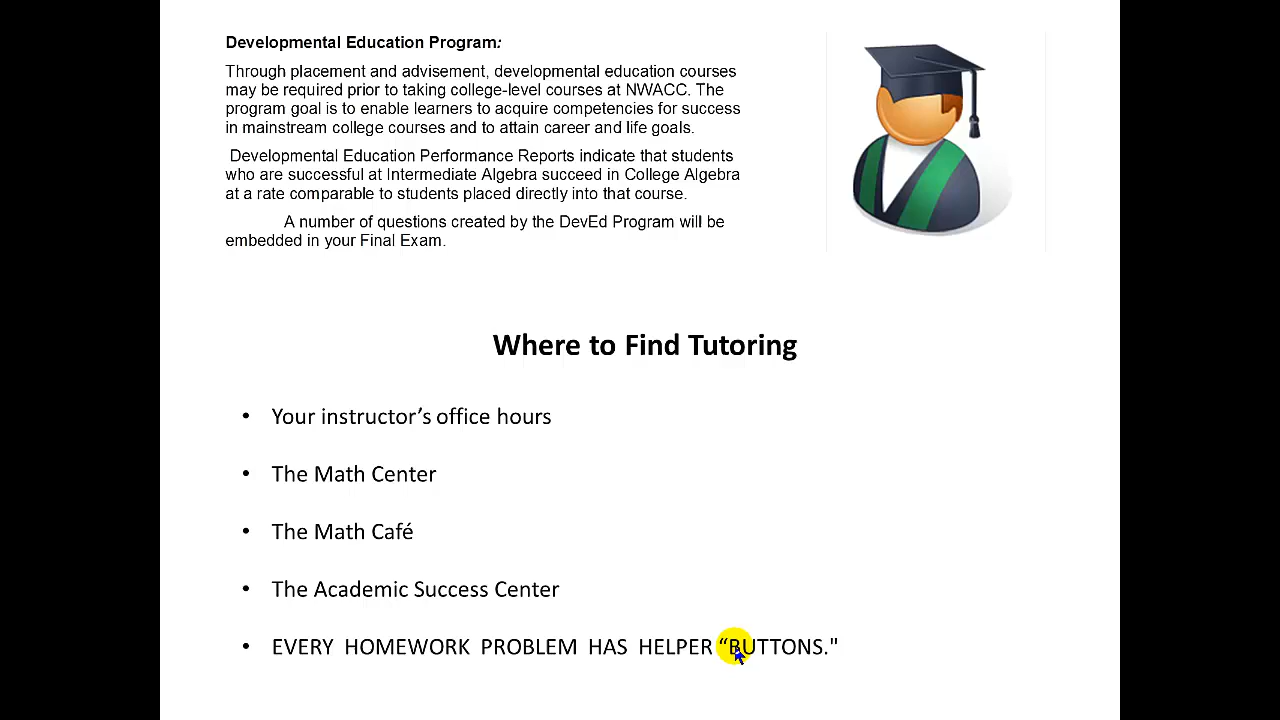 Developmental Education Program:
Through placement and advisement, developmental education courses
may be required prior to taking college-level courses at NWACC. The
program goal is to enable learners to acquire competencies for success
in mainstream college courses and to attain career and life goals.
Developmental Education Performance Reports indicate that students
who are successful at Intermediate Algebra succeed in College Algebra
at a rate comparable to students placed directly into that course.
A number of questions created by the DevEd Program will be
embedded in your Final Exam.
Where to Find Tutoring
• Your instructor’s office hours
• The Math Center
• The Math Café
• The Academic Success Center
• EVERY HOMEWORK PROBLEM HAS HELPER “BUTTONS."